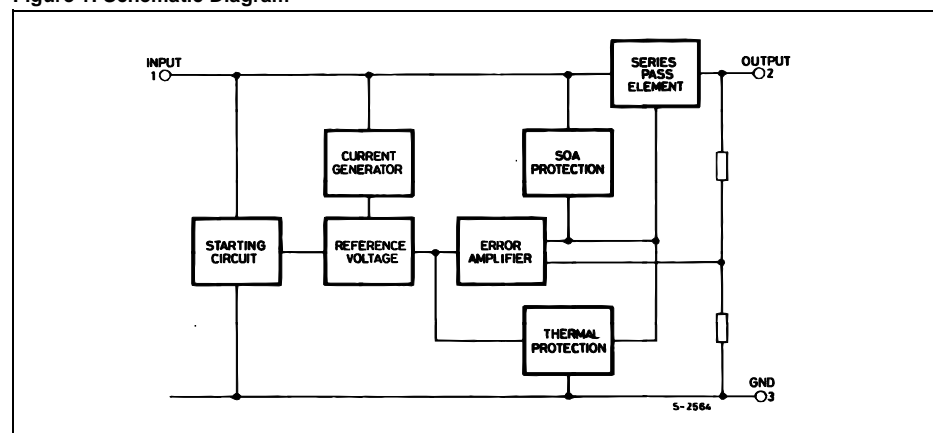 Figure 1. Schematic Diagram
INPUT
1
SERIES
PASS
ELEMENT
OUTPUT
2
CURRENT
GENERATOR
SOA
PROTECTION
STARTING
CIRCUIT
REFERENCE
VOLTAGE
ERROR
AMPLIFIER
THERMAL
PROTECTION
GND
3
S-2564